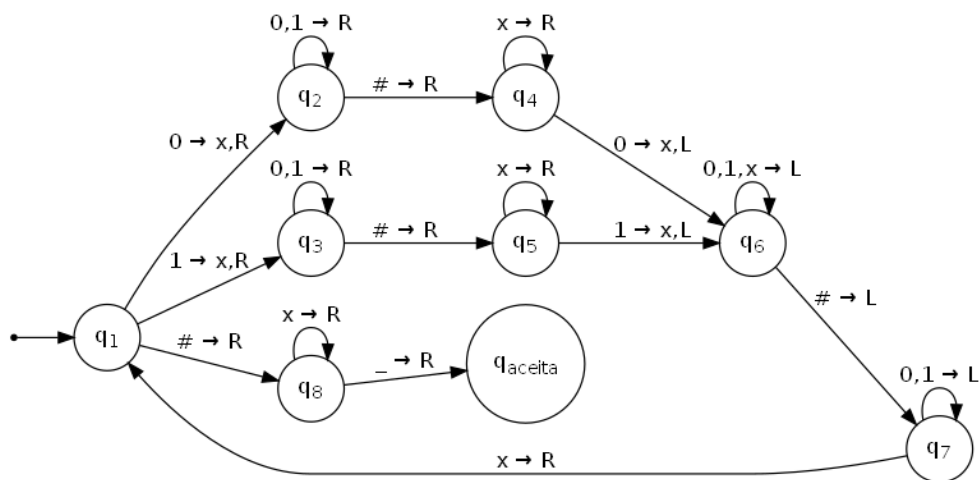 0,1 → R
x → R
q2
# → R
q4
0 → x,R
0 → x,L
0,1 → R
x → R
0,1,x → L
q3
# → R
q5
1 → x,L
q6
1 → x,R
x → R
# → L
q1
# → R
q8
_ → R
qaceita
0,1 → L
q7
x → R